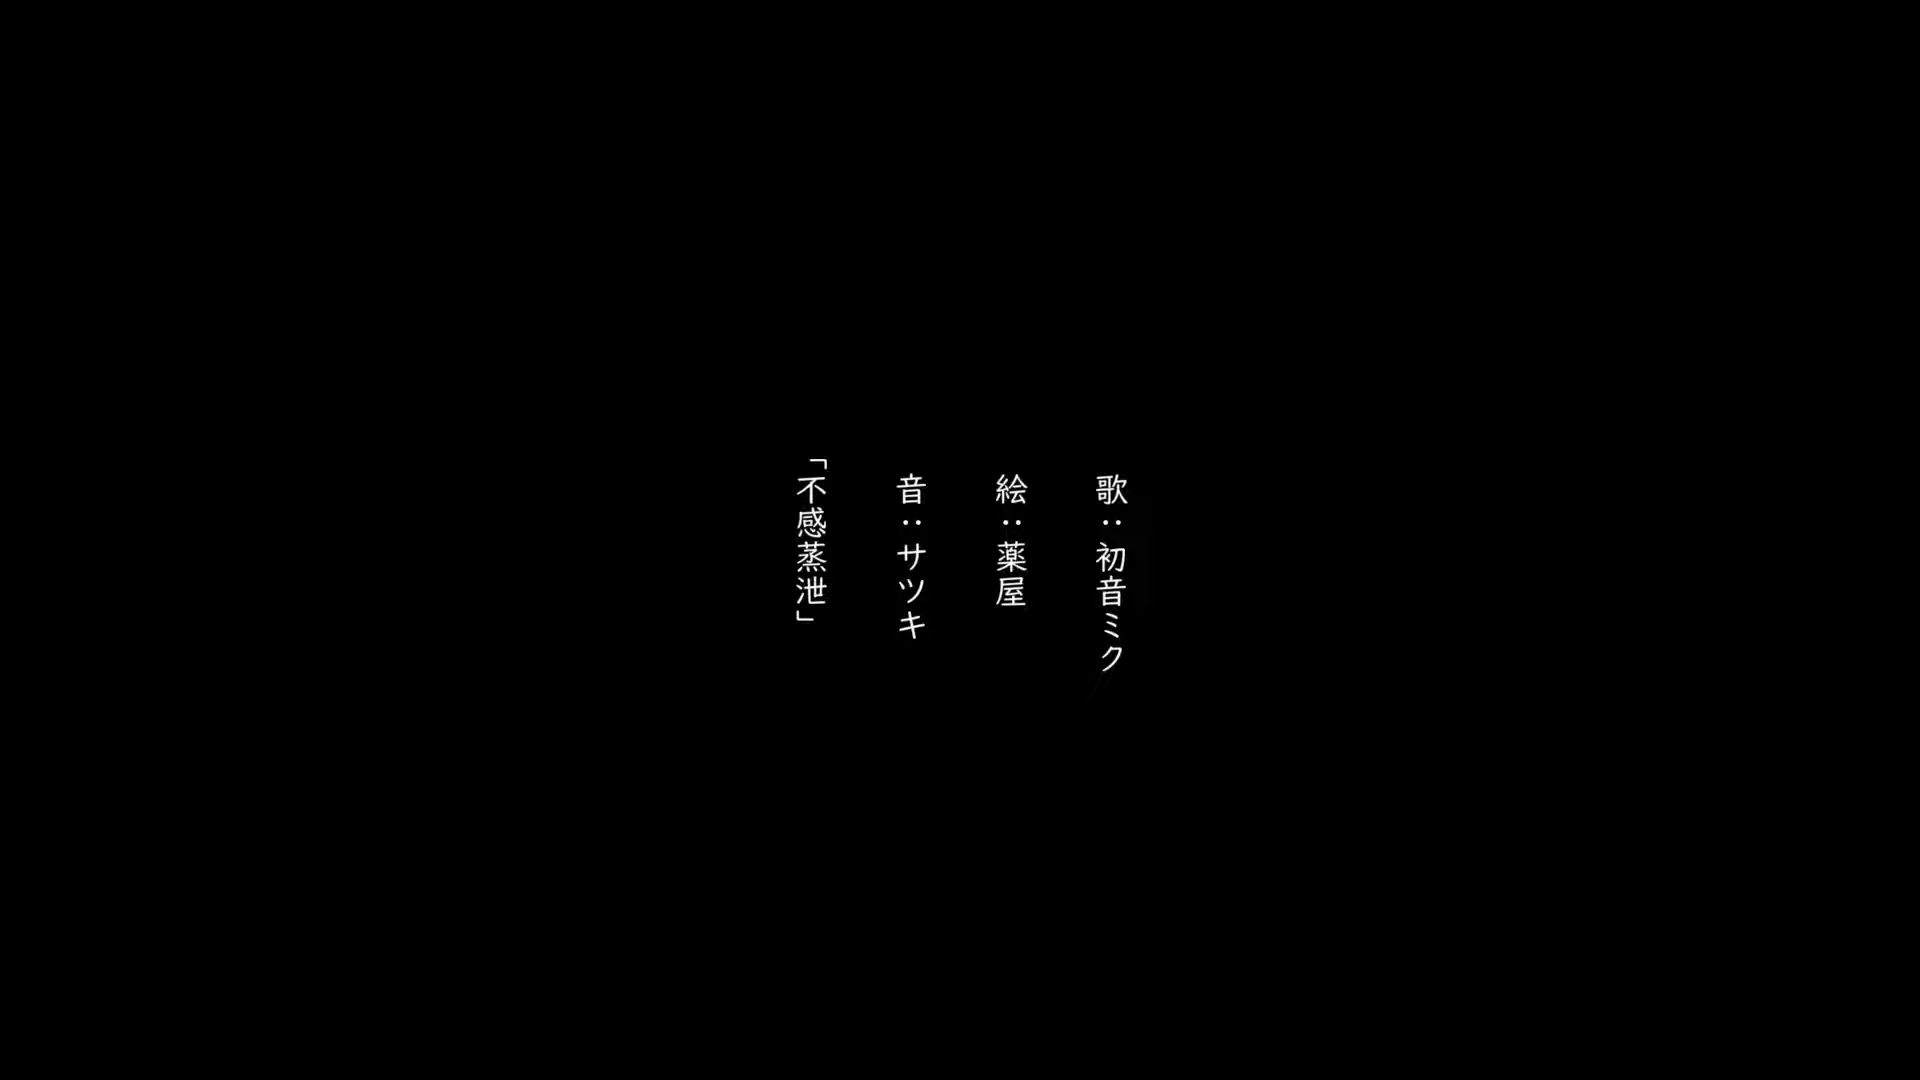 歌：初音ミク
絵：薬屋
音：サツキ
「不感蒸泄」